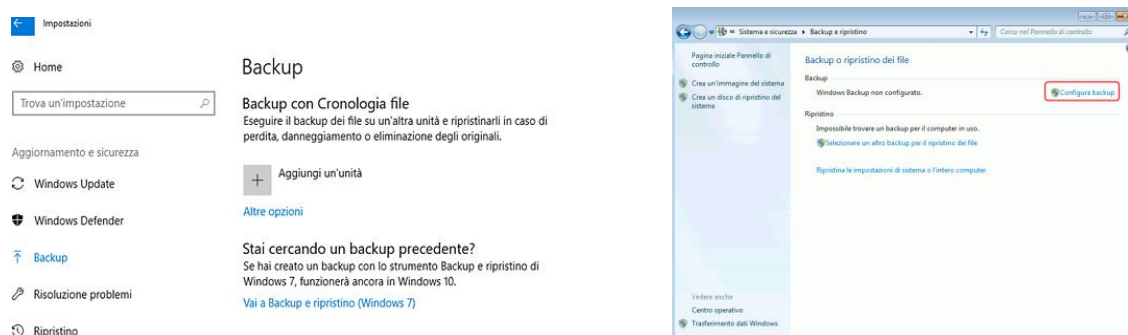 Impostazioni
Home
Trova un'impostazione
Aggiornamento e sicurezza
Windows Update
Windows Defender
Backup
Risoluzione problemi
Ripristino
Backup
Backup con Cronologia file
Eseguire il backup dei file su un'altra unità e ripristinarli in caso di
perdita, danneggiamento o eliminazione degli originali.
Aggiungi un'unità
Altre opzioni
Stai cercando un backup precedente?
Se hai creato un backup con lo strumento Backup e ripristino di
Windows 7, funzionerà ancora in Windows 10.
Vai a Backup e ripristino (Windows 7)
« Sistema e sicurezza ▸ Backup e ripristino
Cerca nel Pannello di controllo
Pagina iniziale Pannello di
controllo
Crea un'immagine del sistema
Crea un disco di ripristino del
sistema
Vedere anche
Centro operativo
Trasferimento dati Windows
Backup o ripristino dei file
Backup
Windows Backup non configurato.
Configura backup
Ripristino
Impossibile trovare un backup per il computer in uso.
Selezionare un altro backup per il ripristino dei file
Ripristina le impostazioni di sistema o l'intero computer